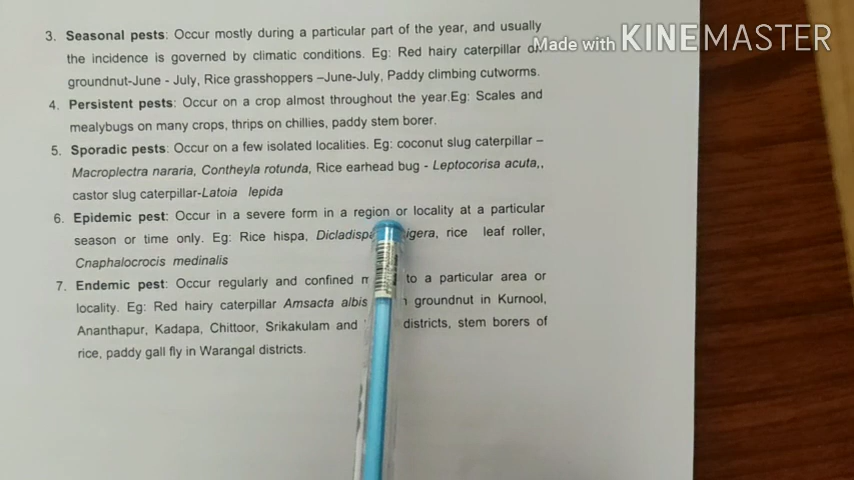 3. Seasonal pests: Occur mostly during a particular part of the year, and usually
the incidence is governed by climatic conditions. Eg: Red hairy caterpillar on
groundnut-June - July, Rice grasshoppers –June-July, Paddy climbing cutworms.
4. Persistent pests: Occur on a crop almost throughout the year.Eg: Scales and
mealybugs on many crops, thrips on chillies, paddy stem borer.
5. Sporadic pests: Occur on a few isolated localities. Eg: coconut slug caterpillar –
Macroplectra nararia, Contheyla rotunda, Rice earhead bug - Leptocorisa acuta,,
castor slug caterpillar-Latoia lepida
6. Epidemic pest: Occur in a severe form in a region or locality at a particular
season or time only. Eg: Rice hispa, rice leaf roller,
Cnaphalocrocis medinalis
7. Endemic pest: Occur regularly and confined to a particular area or
locality. Eg: Red hairy caterpillar Amsacta groundnut in Kurnool,
Ananthapur, Kadapa, Chittoor, Srikakulam and districts, stem borers of
rice, paddy gall fly in Warangal districts.
Made with KINEMASTER